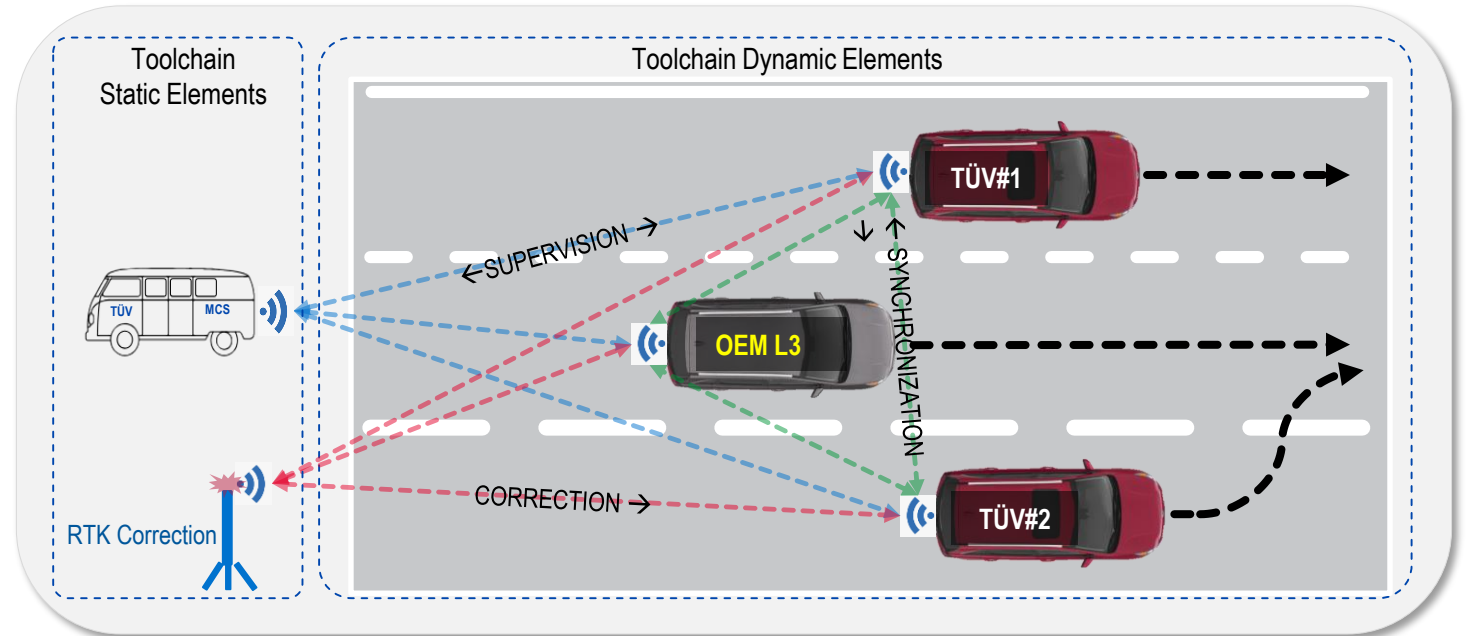 Toolchain
Static Elements
Toolchain Dynamic Elements
TÜV#1
← SUPERVISION →
← SYNCHRONIZATION →
TÜV
MCS
OEM L3
CORRECTION →
TÜV#2
RTK Correction